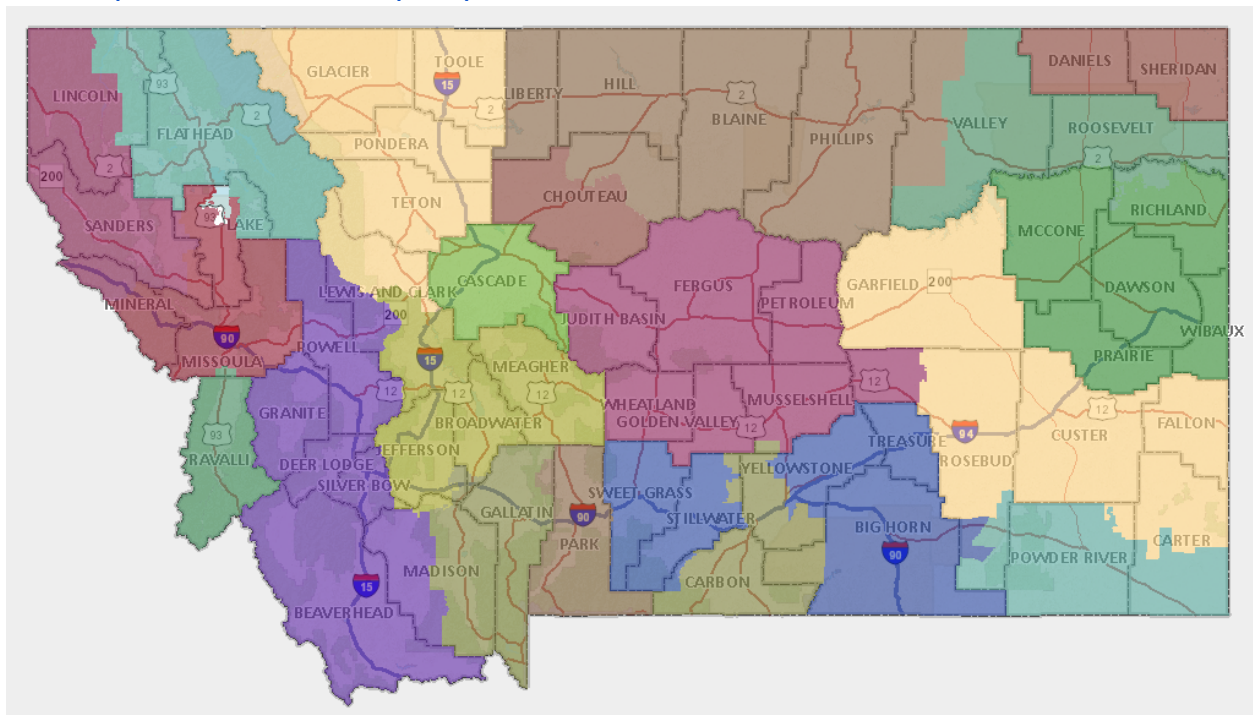 DANIELS
SHERIDAN
TOOLE
GLACIER
15
LINCOLN
93
HILL
LIBERTY
2
2
2
BLAINE
VALLEY
ROOSEVELT
FLATHEAD
PHILLIPS
PONDERA
2
2
200
CHOUTEAU
TETON
RICHLAND
93
LAKE
SANDERS
MCCONE
CASCADE
FERGUS
GARFIELD
200
DAWSON
LEWIS AND CLARK
MINERAL
PETROLEUM
200
JUDITH BASIN
WIBAUX
90
POWELL
MISSOULA
15
PRAIRIE
MEAGHER
12
12
12
12
WHEATLAND
MUSSELSHELL
12
GRANITE
BROADWATER
GOLDEN VALLEY
12
FALLON
93
TREASURE
94
CUSTER
RAVALLI
JEFFERSON
DEER LODGE
ROSEBUD
YELLOWSTONE
SILVER BOW
SWEET GRASS
GALLATIN
90
STILLWATER
BIG HORN
PARK
90
CARTER
POWDER RIVER
MADISON
CARBON
15
BEAVERHEAD